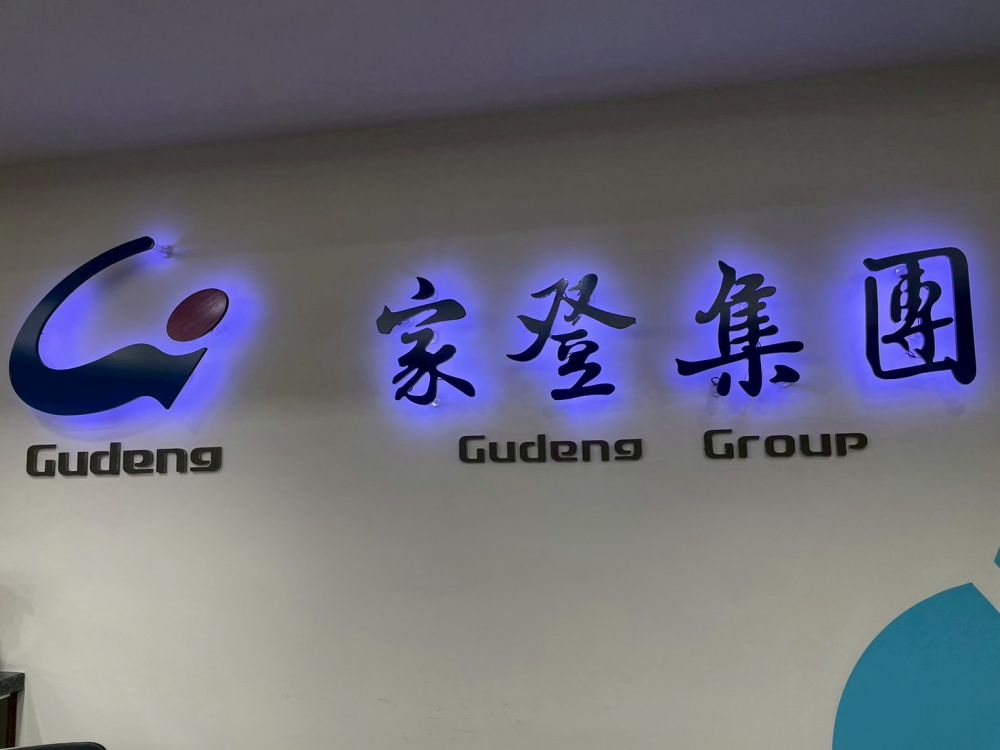 家登集團
Gudeng
Gudeng Group